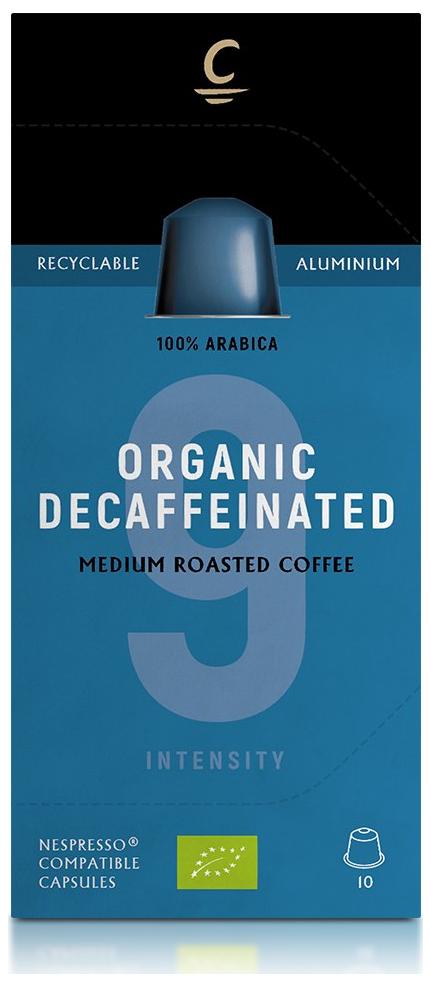 C
RECYCLABLE
ALUMINIUM
100% ARABICA
9
ORGANIC
DECAFFEINATED
MEDIUM ROASTED COFFEE
INTENSITY
NESPRESSO®
COMPATIBLE
CAPSULES
10